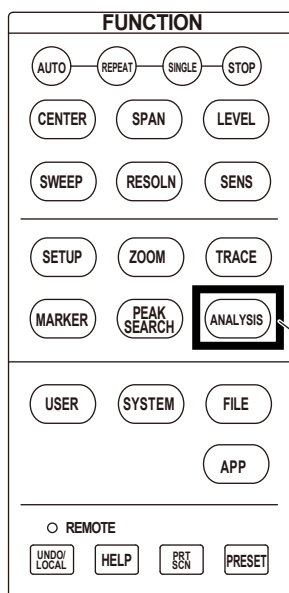 FUNCTION
AUTO REPEAT SINGLE STOP
CENTER SPAN LEVEL
SWEEP RESOLN SENS
SETUP ZOOM TRACE
MARKER PEAK SEARCH ANALYSIS
USER SYSTEM FILE
APP
REMOTE
UNDO/ LOCAL HELP PRT SCN PRESET